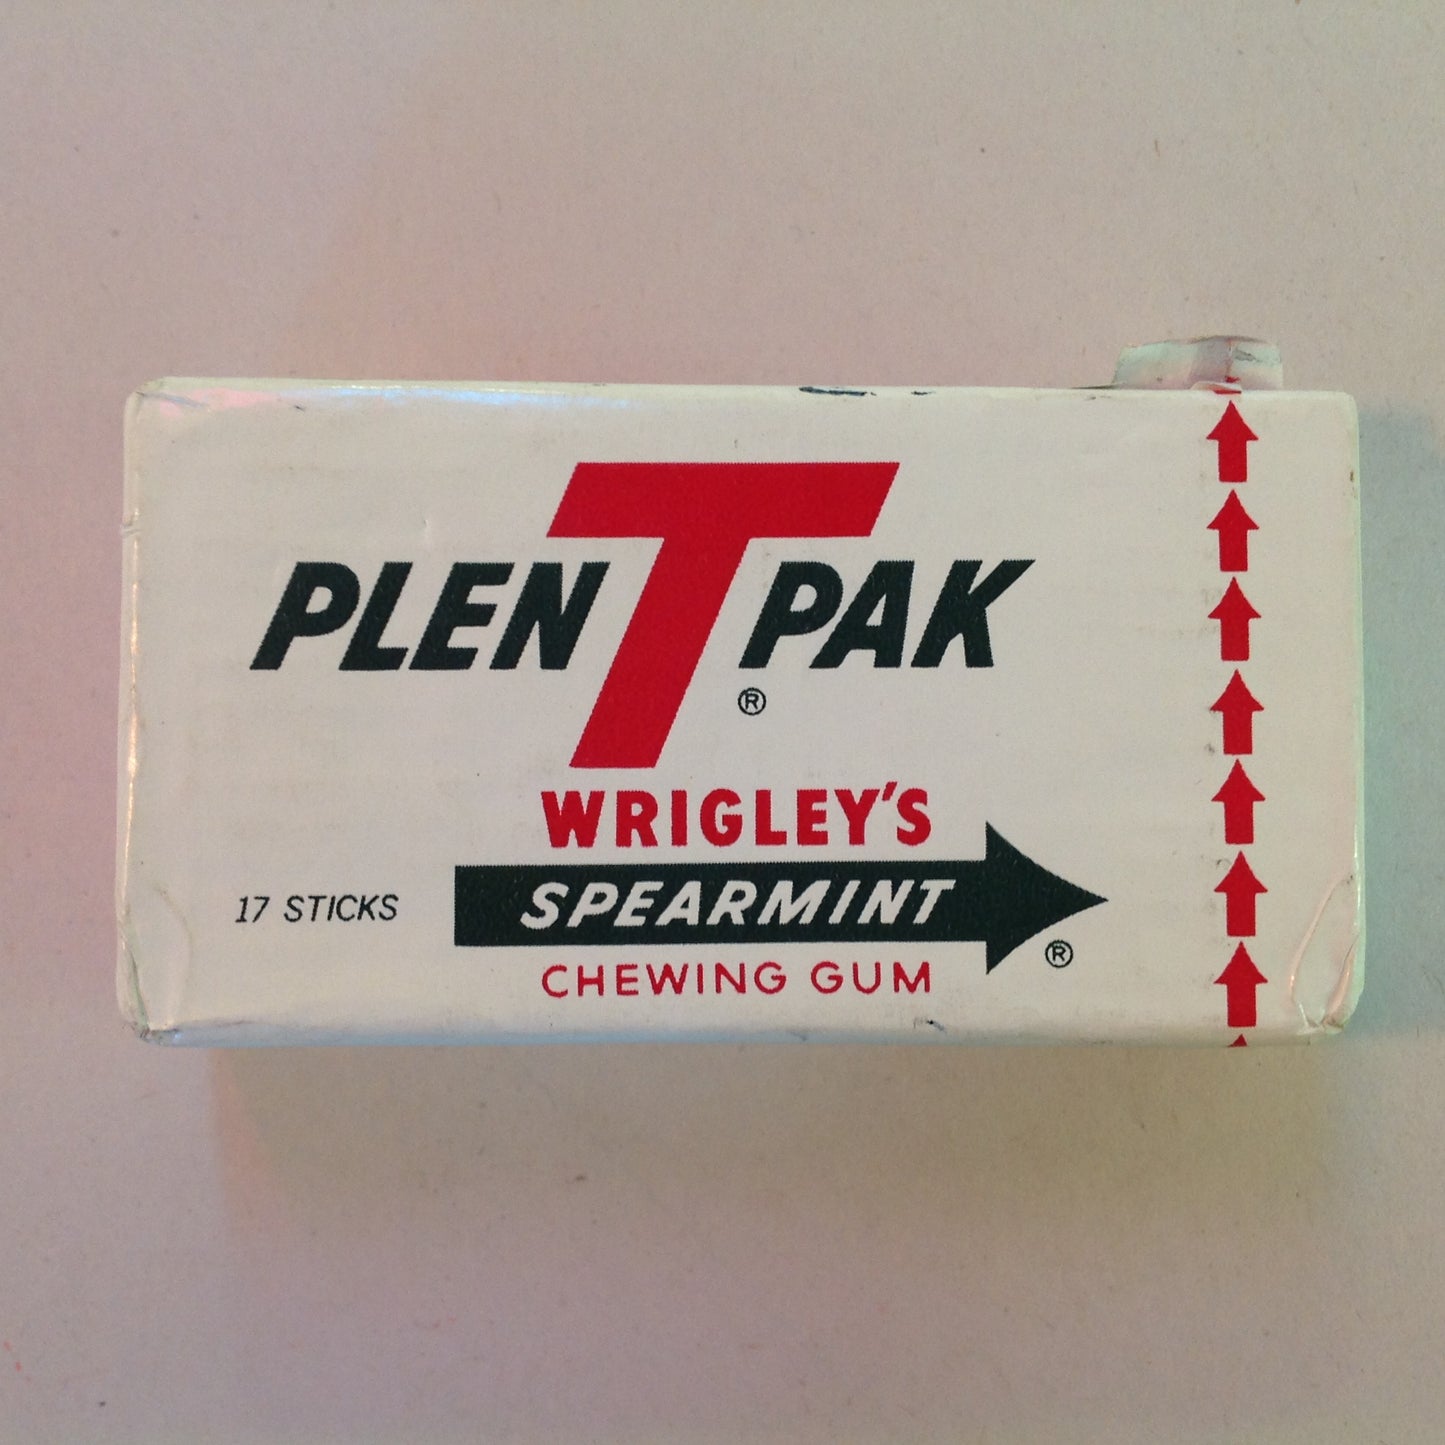 PLEN T PAK ®
WRIGLEY'S
17 STICKS
SPEARMINT ®
CHEWING GUM